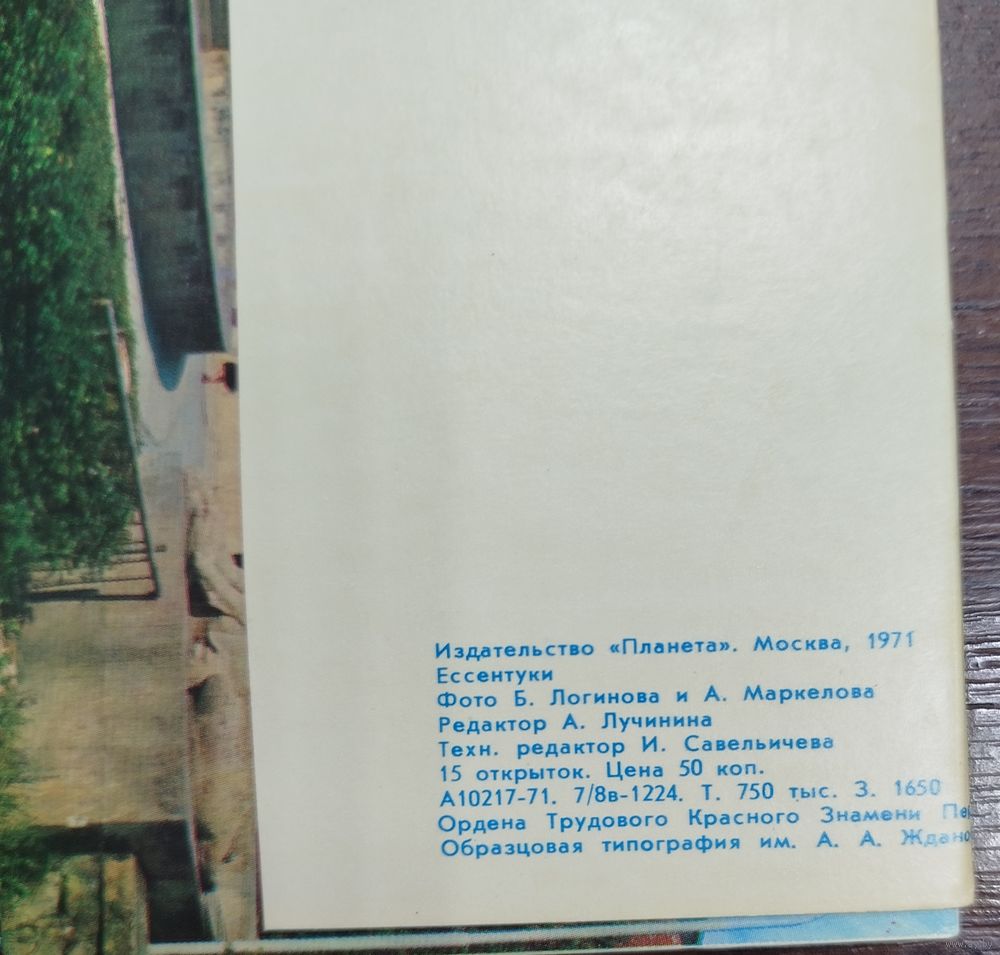 Издательство «Планета». Москва, 1971
Ессентуки
Фото Б. Логинова и А. Маркелова
Редактор А. Лучинина
Техн. редактор И. Савельичева
15 открыток. Цена 50 коп.
А10217-71. 7/8в-1224. Т. 750 тыс. З. 1650
Ордена Трудового Красного Знамени
Образцовая типография им. А. А.